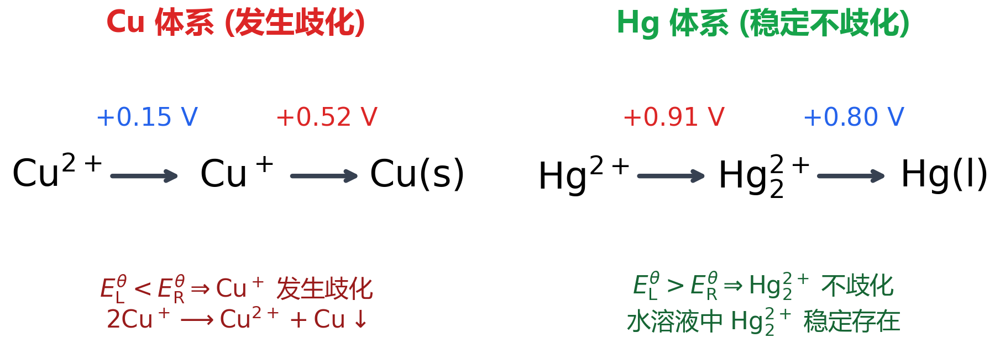 Cu 体系 (发生歧化)
+0.15 V +0.52 V
Cu²⁺ → Cu⁺ → Cu(s)
E_L^θ < E_R^θ ⇒ Cu⁺ 发生歧化
2Cu⁺ ⟶ Cu²⁺ + Cu ↓
Hg 体系 (稳定不歧化)
+0.91 V +0.80 V
Hg²⁺ → Hg₂²⁺ → Hg(l)
E_L^θ > E_R^θ ⇒ Hg₂²⁺ 不歧化
水溶液中 Hg₂²⁺ 稳定存在